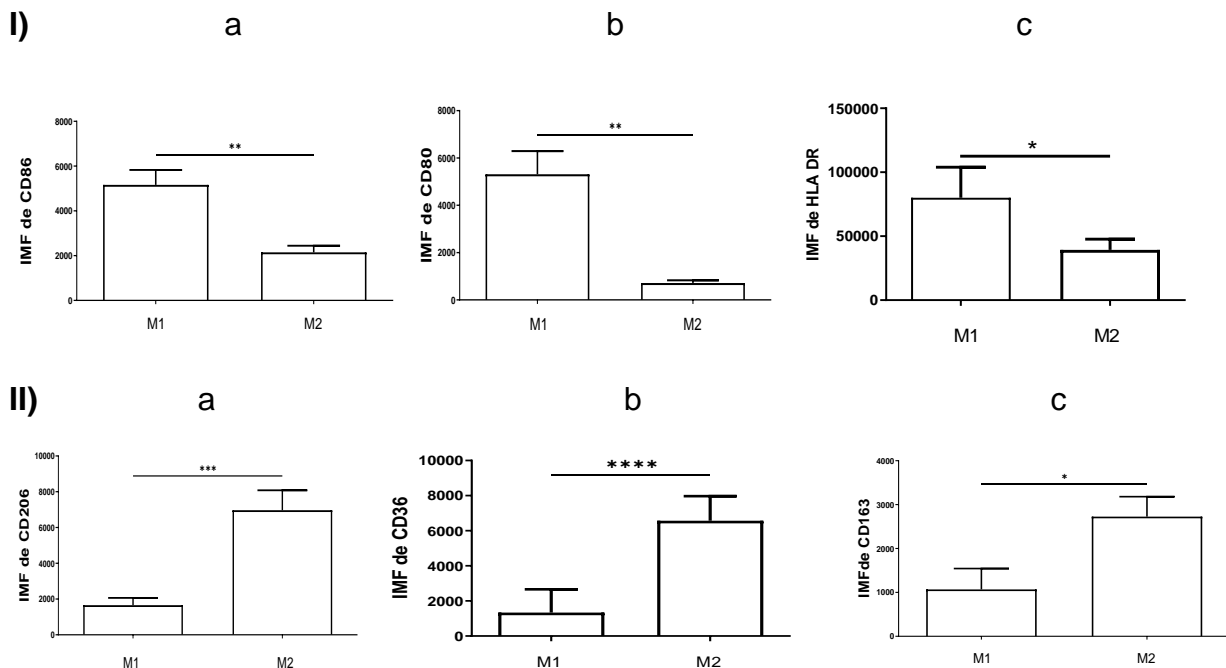 I)
a
b
c
IMF de CD86
8000
6000
4000
2000
0
**
M1
M2
IMF de CD80
8000
6000
4000
2000
0
**
M1
M2
IMF de HLA DR
150000
100000
50000
0
*
M1
M2
II)
a
b
c
IMF de CD206
10000
8000
6000
4000
2000
0
***
M1
M2
IMF de CD36
10000
8000
6000
4000
2000
0
****
M1
M2
IMFde CD163
4000
3000
2000
1000
0
*
M1
M2